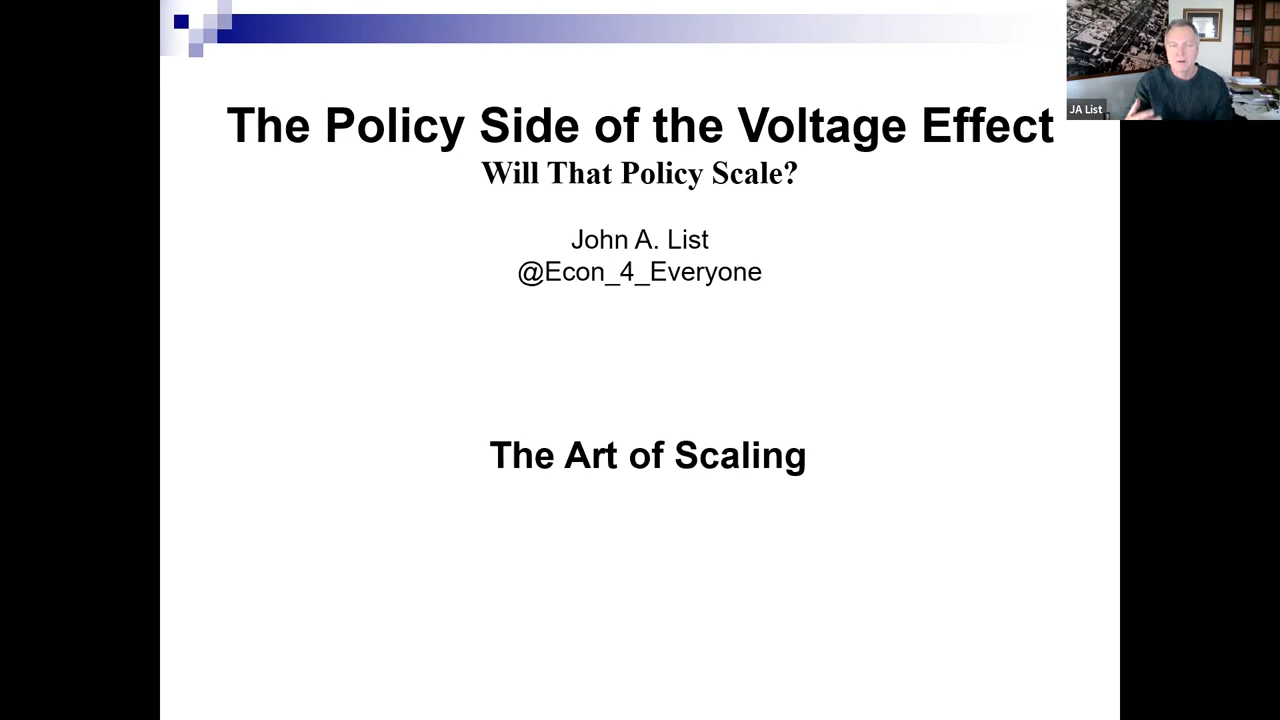 The Policy Side of the Voltage Effect
Will That Policy Scale?
John A. List
@Econ_4_Everyone
The Art of Scaling
JA List